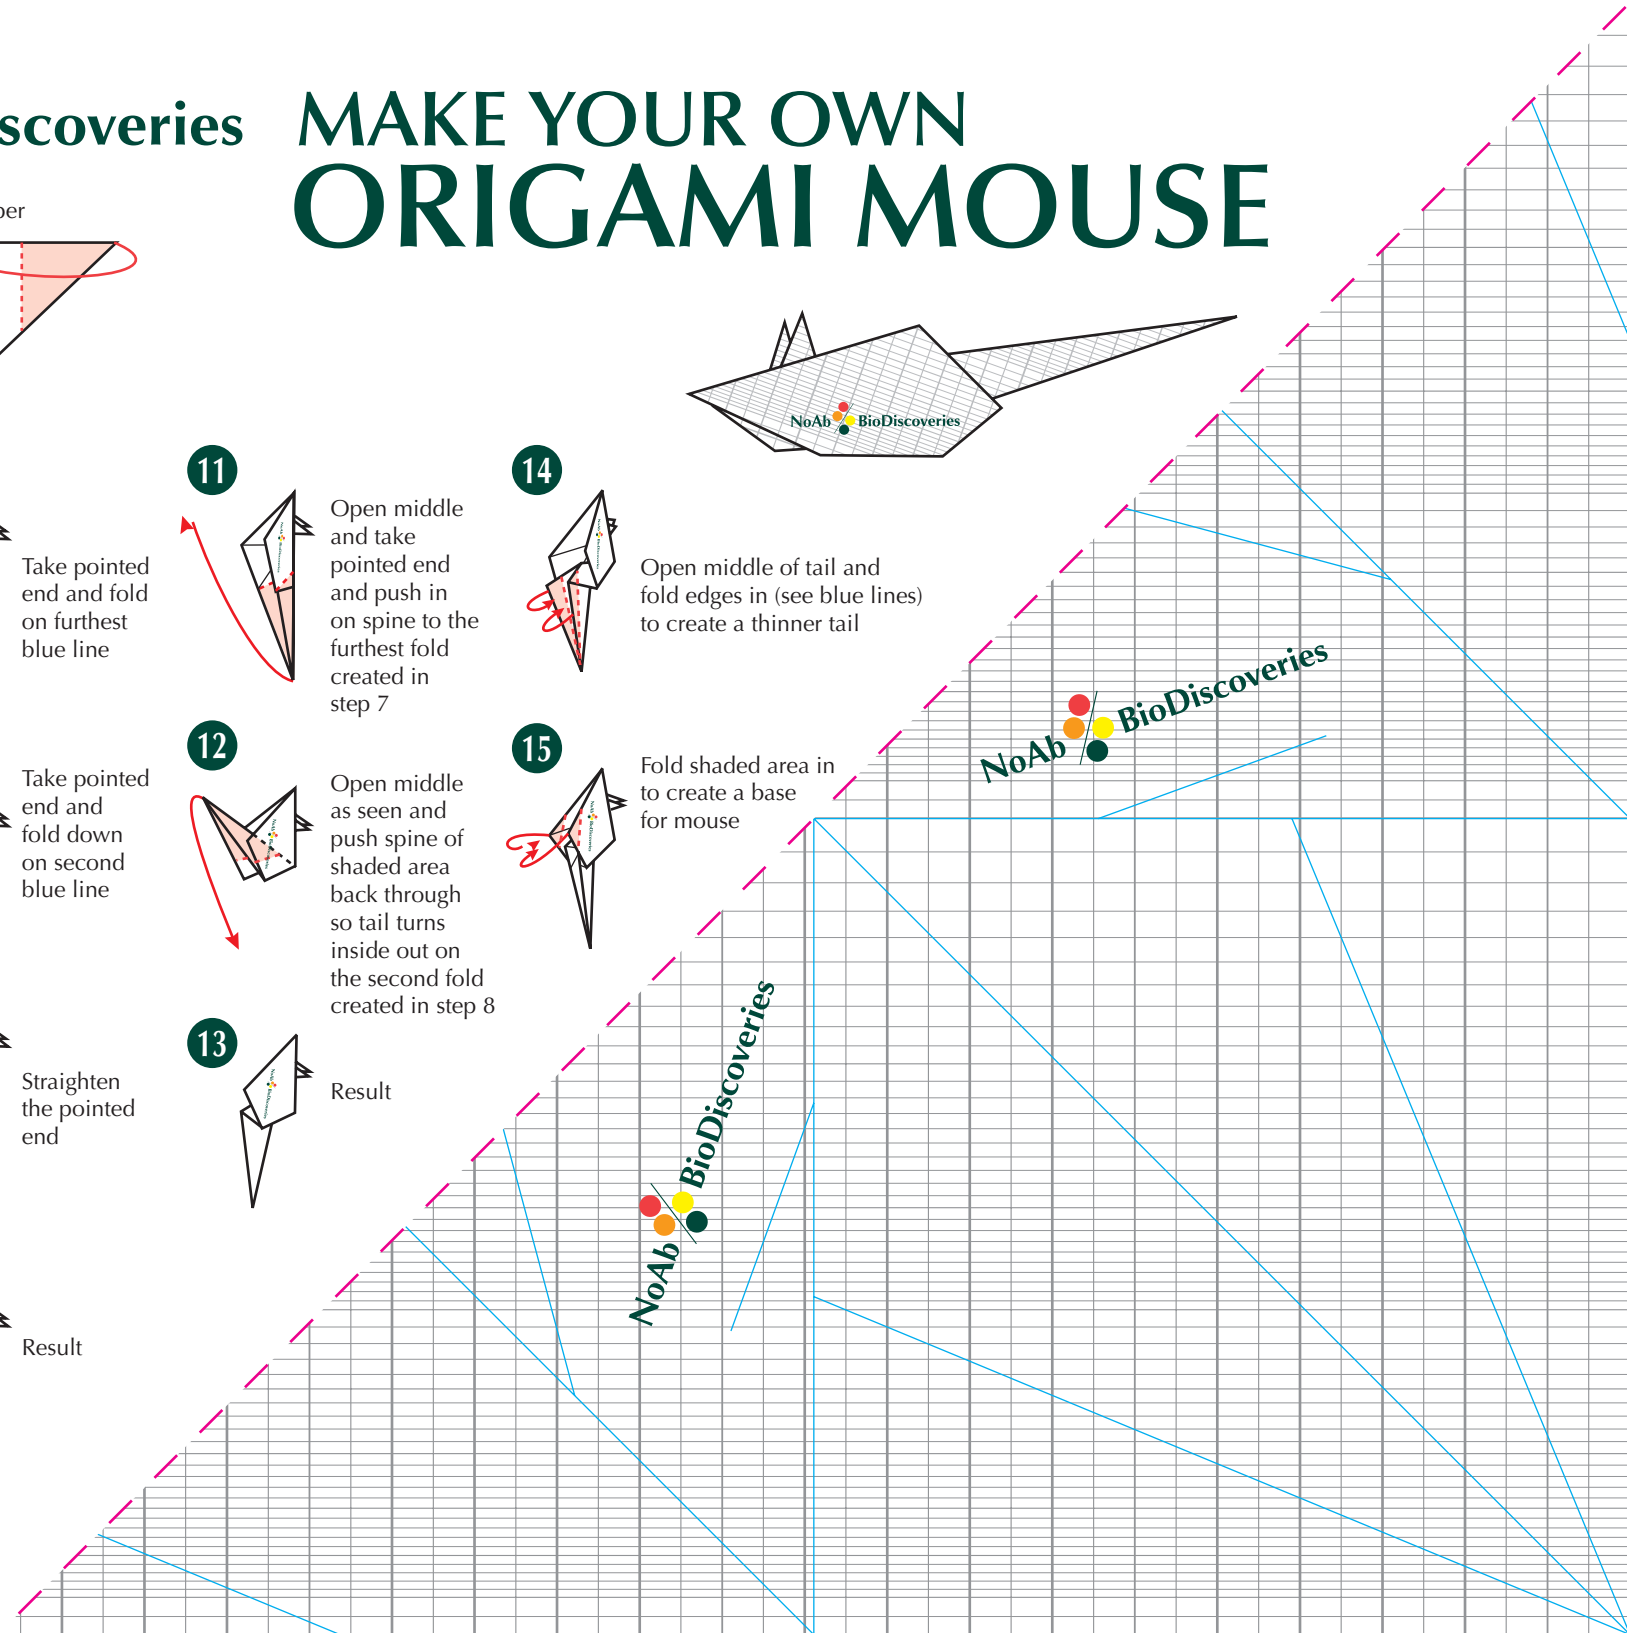 scoveries
MAKE YOUR OWN
ORIGAMI MOUSE
per
NoAb BioDiscoveries
Take pointed
end and fold
on furthest
blue line
11
Open middle
and take
pointed end
and push in
on spine to the
furthest fold
created in
step 7
14
Open middle of tail and
fold edges in (see blue lines)
to create a thinner tail
Take pointed
end and
fold down
on second
blue line
12
Open middle
as seen and
push spine of
shaded area
back through
so tail turns
inside out on
the second fold
created in step 8
15
Fold shaded area in
to create a base
for mouse
Straighten
the pointed
end
13
Result
Result
NoAb BioDiscoveries
NoAb BioDiscoveries